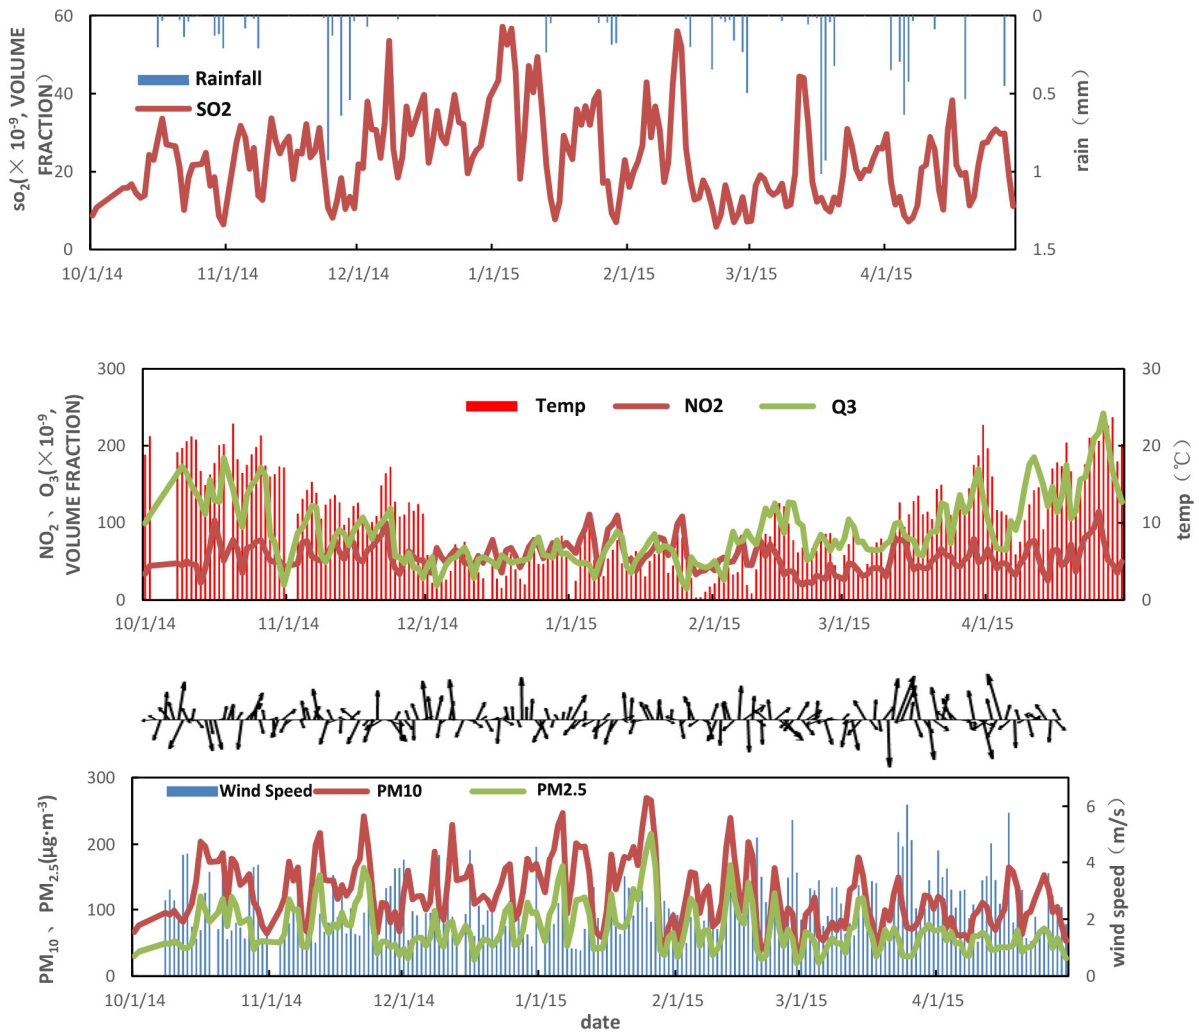 60
40
20
0
so2(× 10-9, VOLUME
FRACTION)
Rainfall
SO2
0
0.5
1
1.5
rain (mm)
10/1/14 11/1/14 12/1/14 1/1/15 2/1/15 3/1/15 4/1/15
300
200
100
0
NO2 、 O3(×10-9,
VOLUME FRACTION)
Temp NO2 Q3
30
20
10
0
temp (℃)
10/1/14 11/1/14 12/1/14 1/1/15 2/1/15 3/1/15 4/1/15
300
200
100
0
PM10 、 PM2.5(µg·m-3)
Wind Speed PM10 PM2.5
6
4
2
0
wind speed (m/s)
10/1/14 11/1/14 12/1/14 1/1/15 2/1/15 3/1/15 4/1/15
date